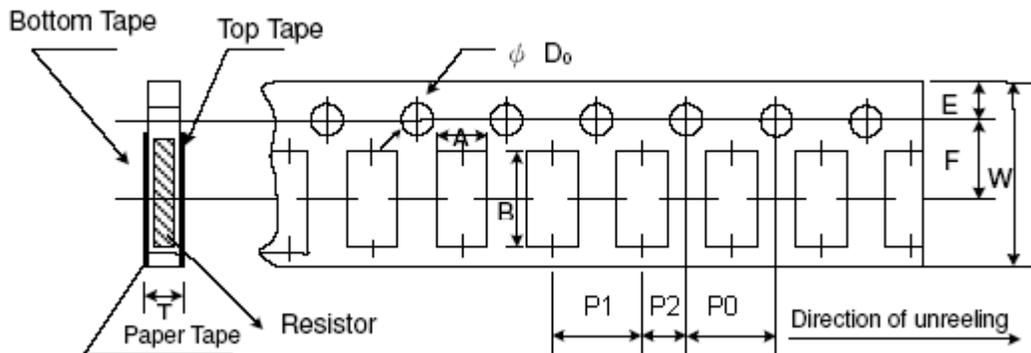 Bottom Tape
Top Tape
φ D₀
E
A
F
W
B
T
P1
P2
P0
Paper Tape
Resistor
Direction of unreeling